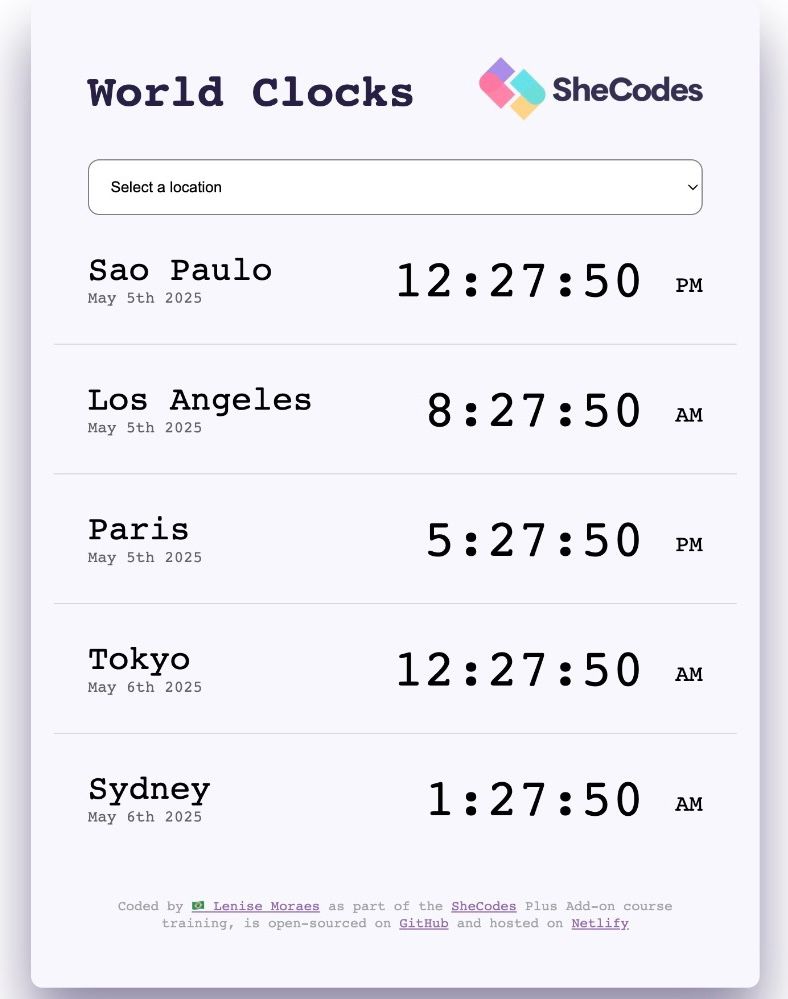 World Clocks
SheCodes
Select a location
Sao Paulo
May 5th 2025
12:27:50 PM
Los Angeles
May 5th 2025
8:27:50 AM
Paris
May 5th 2025
5:27:50 PM
Tokyo
May 6th 2025
12:27:50 AM
Sydney
May 6th 2025
1:27:50 AM
Coded by 🇧🇷 Lenise Moraes as part of the SheCodes Plus Add-on course
training, is open-sourced on GitHub and hosted on Netlify